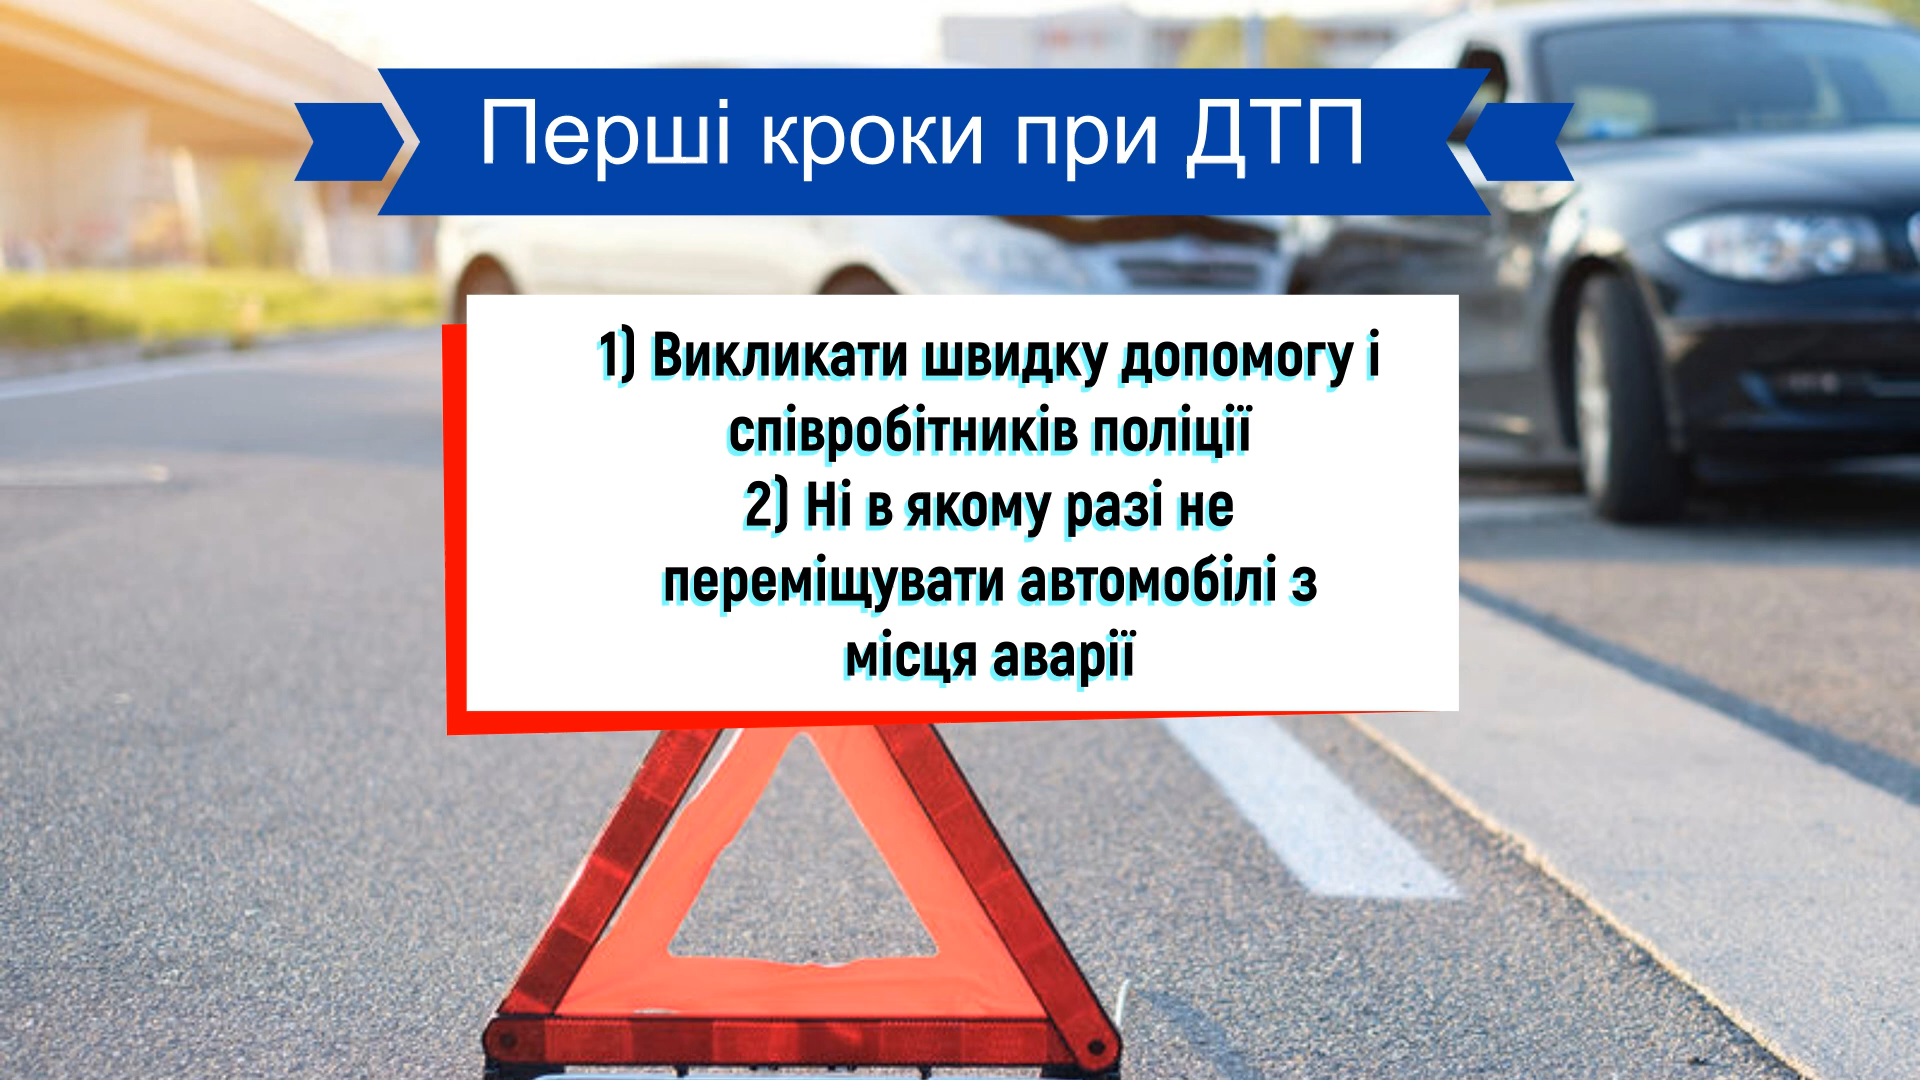 Перші кроки при ДТП
1) Викликати швидку допомогу і
співробітників поліції
2) Ні в якому разі не
переміщувати автомобілі з
місця аварії